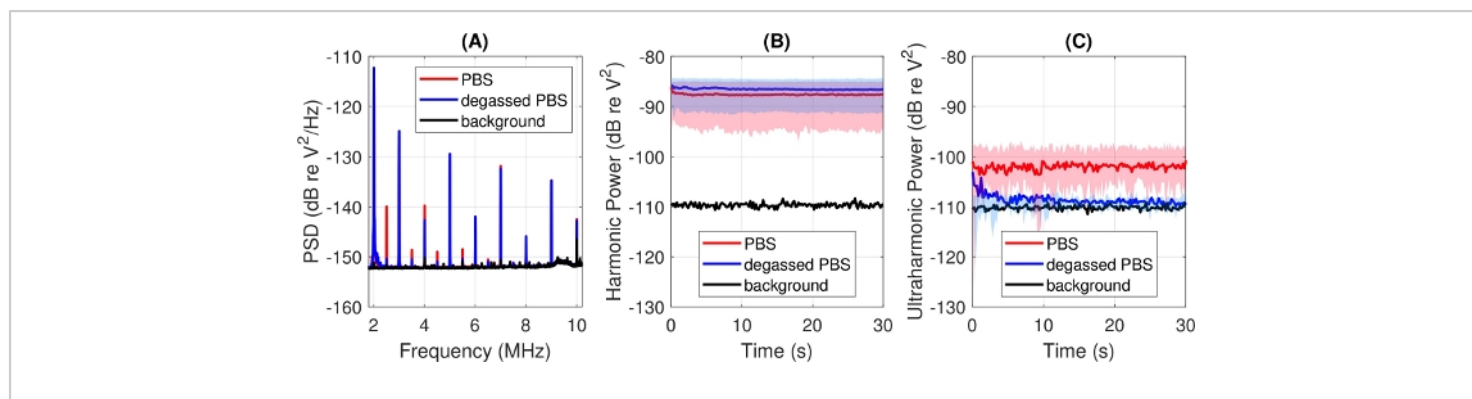 (A)
PSD (dB re V²/Hz)
-110
-120
-130
-140
-150
-160
PBS
degassed PBS
background
2 4 6 8 10
Frequency (MHz)
(B)
Harmonic Power (dB re V²)
-80
-90
-100
-110
-120
-130
PBS
degassed PBS
background
0 10 20 30
Time (s)
(C)
Ultraharmonic Power (dB re V²)
-80
-90
-100
-110
-120
-130
PBS
degassed PBS
background
0 10 20 30
Time (s)